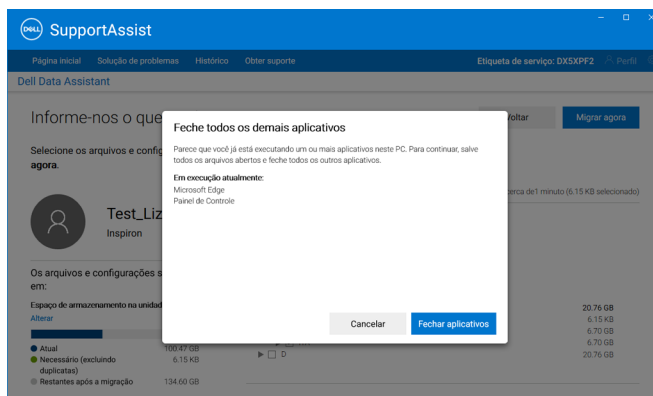 DELL SupportAssist
Página inicial Solução de problemas Histórico Obter suporte Etiqueta de serviço: DX5XPF2 Perfil
Dell Data Assistant
Informe-nos o que
Voltar Migrar agora
Selecione os arquivos e config
agora.
cerca de1 minuto (6.15 KB selecionado)
Test_Liz
Inspiron
Os arquivos e configurações s
em:
Espaço de armazenamento na unidad
Alterar
Atual 100.47 GB
Necessário (excluindo 6.15 KB
duplicatas)
Restantes após a migração 134.60 GB
20.76 GB
6.15 KB
6.70 GB
6.70 GB
D 20.76 GB
Feche todos os demais aplicativos
Parece que você já está executando um ou mais aplicativos neste PC. Para continuar, salve
todos os arquivos abertos e feche todos os outros aplicativos.
Em execução atualmente:
Microsoft Edge
Painel de Controle
Cancelar Fechar aplicativos